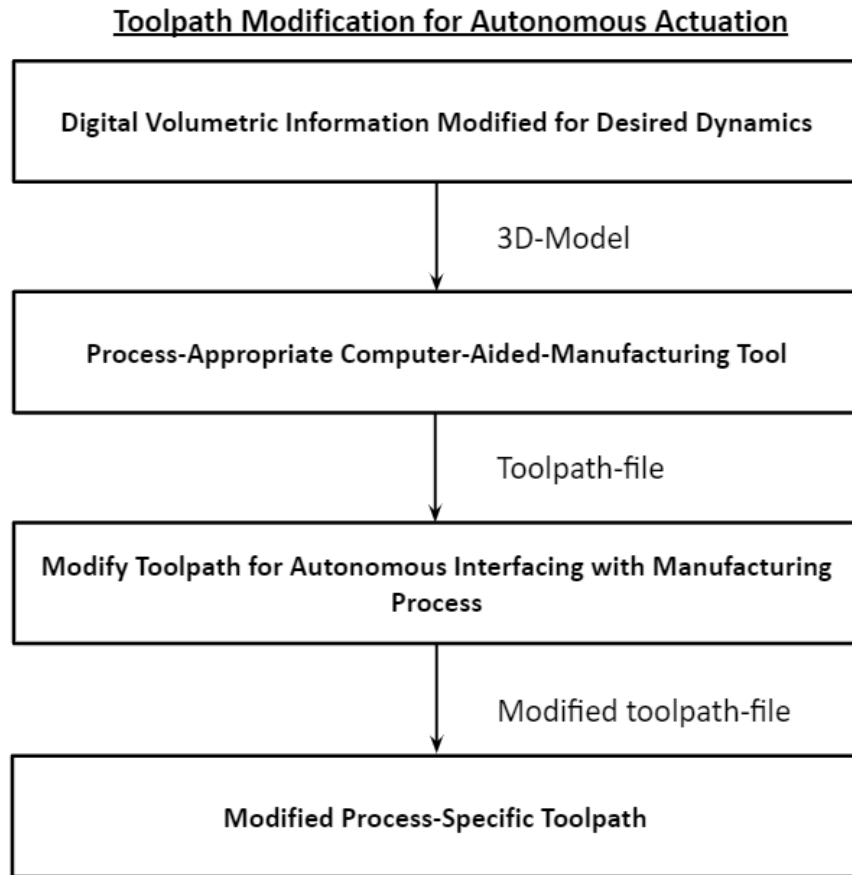 Toolpath Modification for Autonomous Actuation
Digital Volumetric Information Modified for Desired Dynamics
3D-Model
Process-Appropriate Computer-Aided-Manufacturing Tool
Toolpath-file
Modify Toolpath for Autonomous Interfacing with Manufacturing
Process
Modified toolpath-file
Modified Process-Specific Toolpath